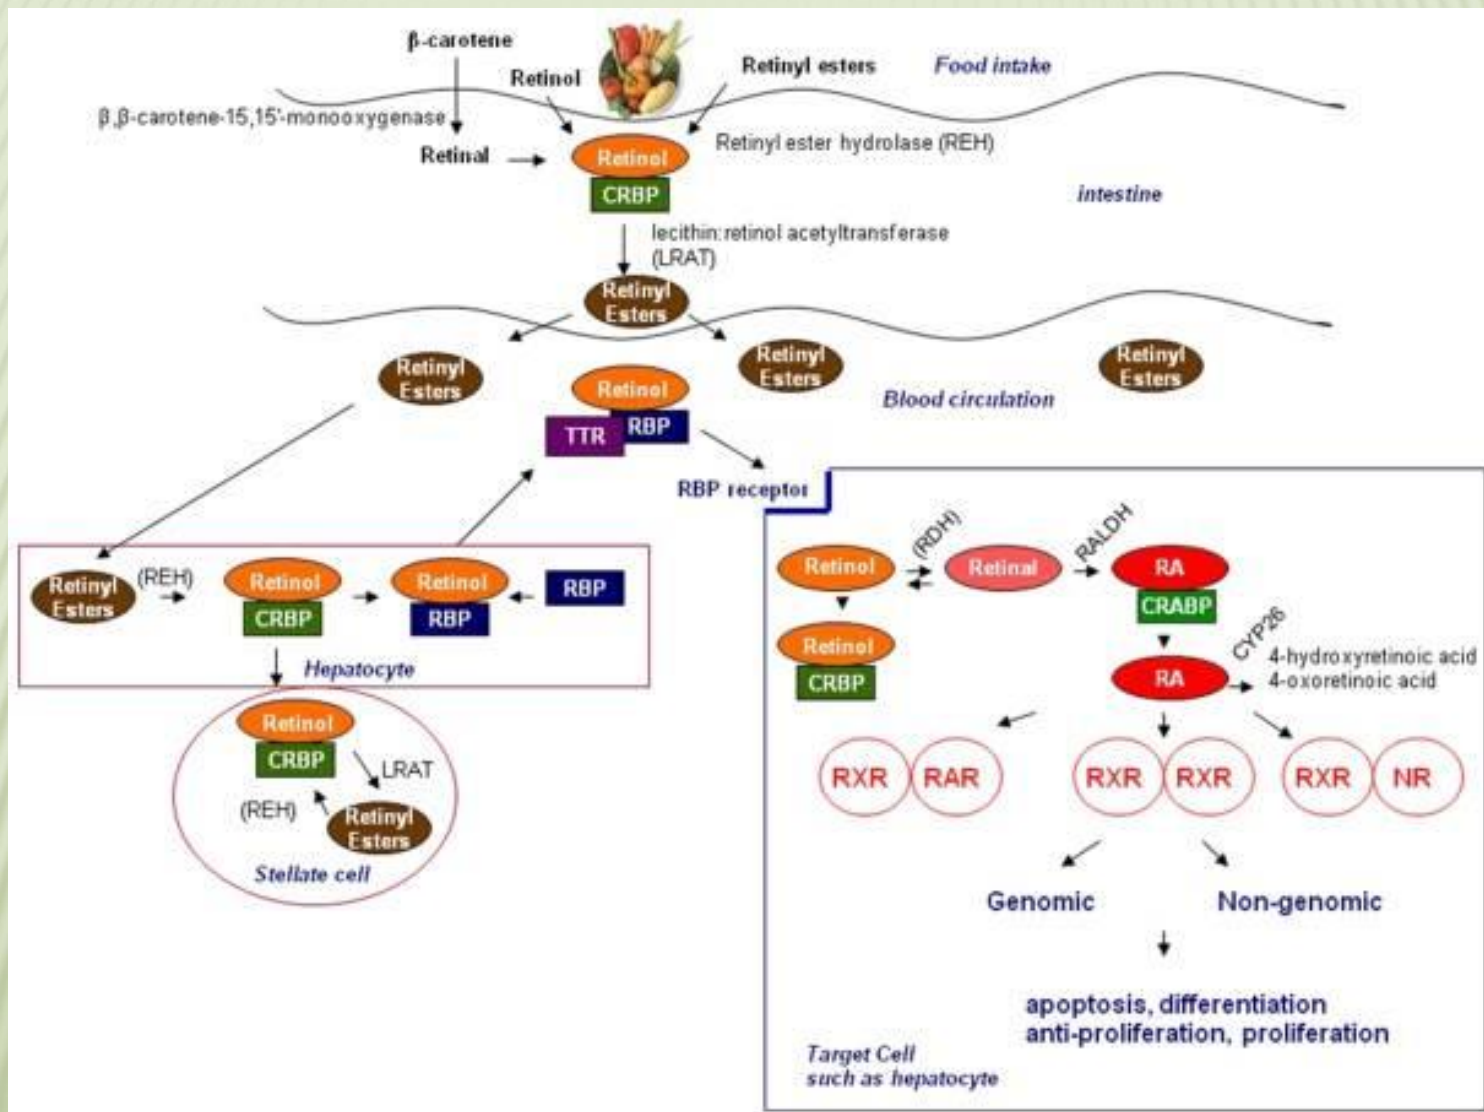 β-carotene
Retinol
Retinyl esters
Food intake
β,β-carotene-15,15'-monooxygenase
Retinal
Retinol
CRBP
Retinyl ester hydrolase (REH)
intestine
lecithin:retinol acetyltransferase
(LRAT)
Retinyl
Esters
Retinyl
Esters
Retinyl
Esters
Retinyl
Esters
Retinol
TTR
RBP
Blood circulation
RBP receptor
Retinyl
Esters
(REH)
Retinol
CRBP
Retinol
RBP
RBP
Hepatocyte
Retinol
CRBP
LRAT
(REH)
Retinyl
Esters
Stellate cell
Retinol
(RDH)
Retinal
RALDH
RA
CRABP
Retinol
CRBP
RA
CYP26
4-hydroxyretinoic acid
4-oxoretinoic acid
RXR
RAR
RXR
RXR
RXR
NR
Genomic
Non-genomic
apoptosis, differentiation
anti-proliferation, proliferation
Target Cell
such as hepatocyte